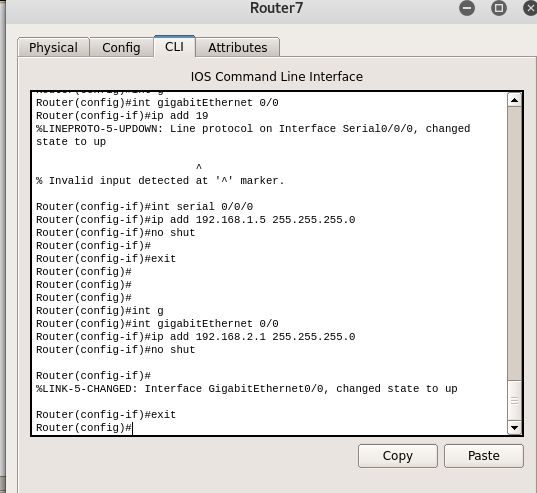 Router7
Physical
Config
CLI
Attributes
IOS Command Line Interface
Router(config)#int g
Router(config)#int gigabitEthernet 0/0
Router(config-if)#ip add 19
%LINEPROTO-5-UPDOWN: Line protocol on Interface Serial0/0/0, changed
state to up
^
% Invalid input detected at '^' marker.
Router(config-if)#int serial 0/0/0
Router(config-if)#ip add 192.168.1.5 255.255.255.0
Router(config-if)#no shut
Router(config-if)#
Router(config-if)#exit
Router(config)#
Router(config)#
Router(config)#
Router(config)#int g
Router(config)#int gigabitEthernet 0/0
Router(config-if)#ip add 192.168.2.1 255.255.255.0
Router(config-if)#no shut
Router(config-if)#
%LINK-5-CHANGED: Interface GigabitEthernet0/0, changed state to up
Router(config-if)#exit
Router(config)#
Copy
Paste